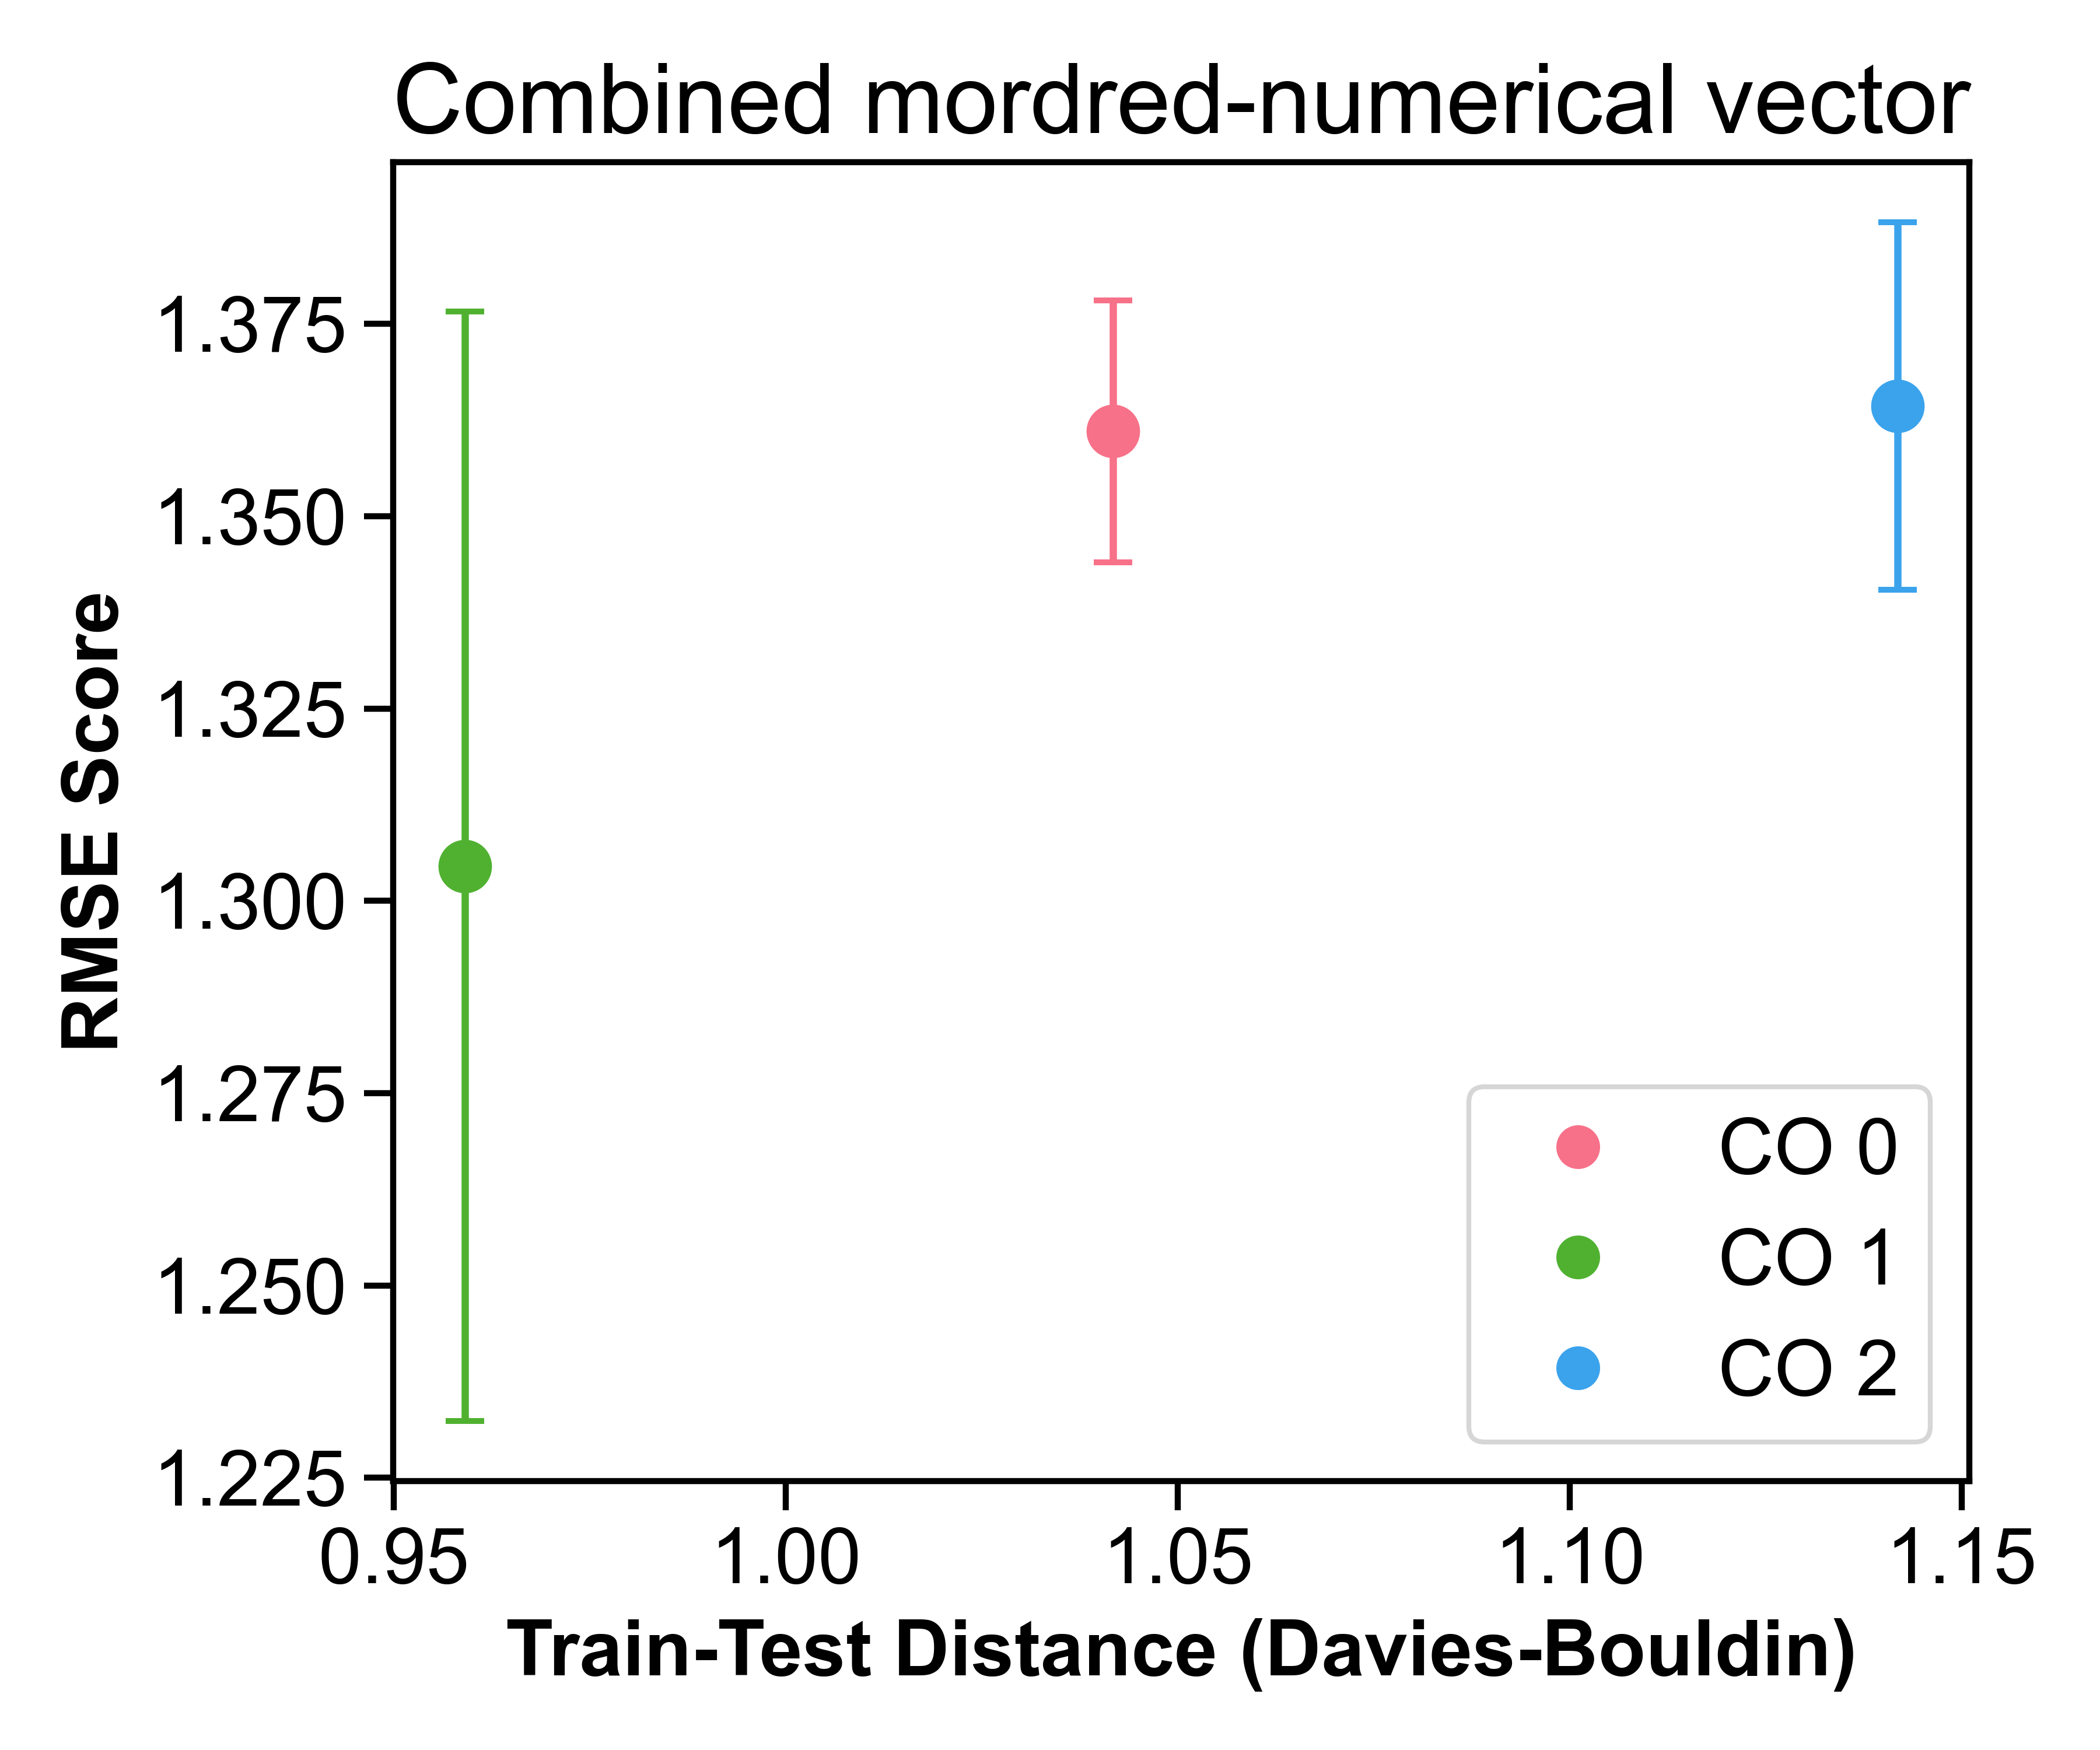 Combined mordred-numerical vector
RMSE Score
1.375
1.350
1.325
1.300
1.275
1.250
1.225
CO 0
CO 1
CO 2
0.95 1.00 1.05 1.10 1.15
Train-Test Distance (Davies-Bouldin)